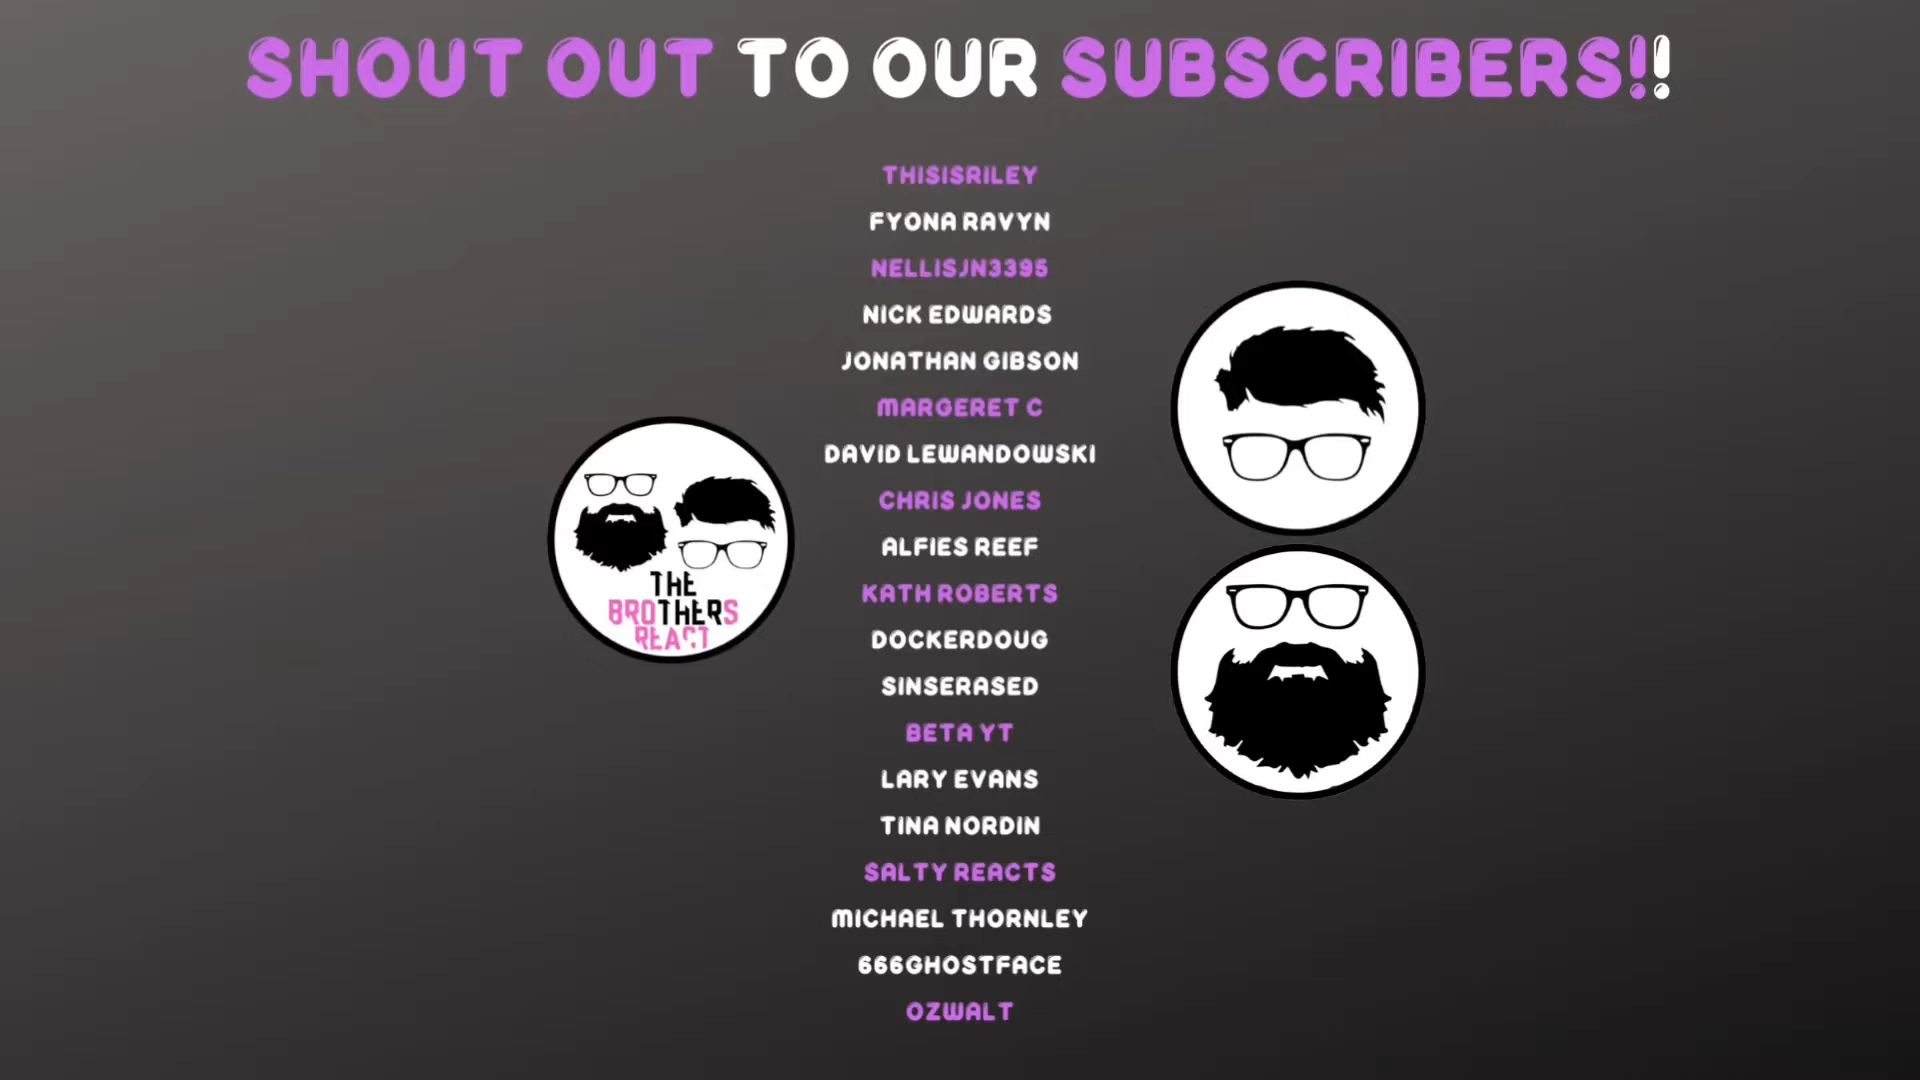 SHOUT OUT TO OUR SUBSCRIBERS!!
THISISRILEY
FYONA RAVYN
NELLISJN3395
NICK EDWARDS
JONATHAN GIBSON
MARGERET C
DAVID LEWANDOWSKI
CHRIS JONES
ALFIES REEF
KATH ROBERTS
DOCKERDOUG
SINSERASED
BETA YT
LARY EVANS
TINA NORDIN
SALTY REACTS
MICHAEL THORNLEY
666GHOSTFACE
OZWALT
THE
BROTHERS
REACT